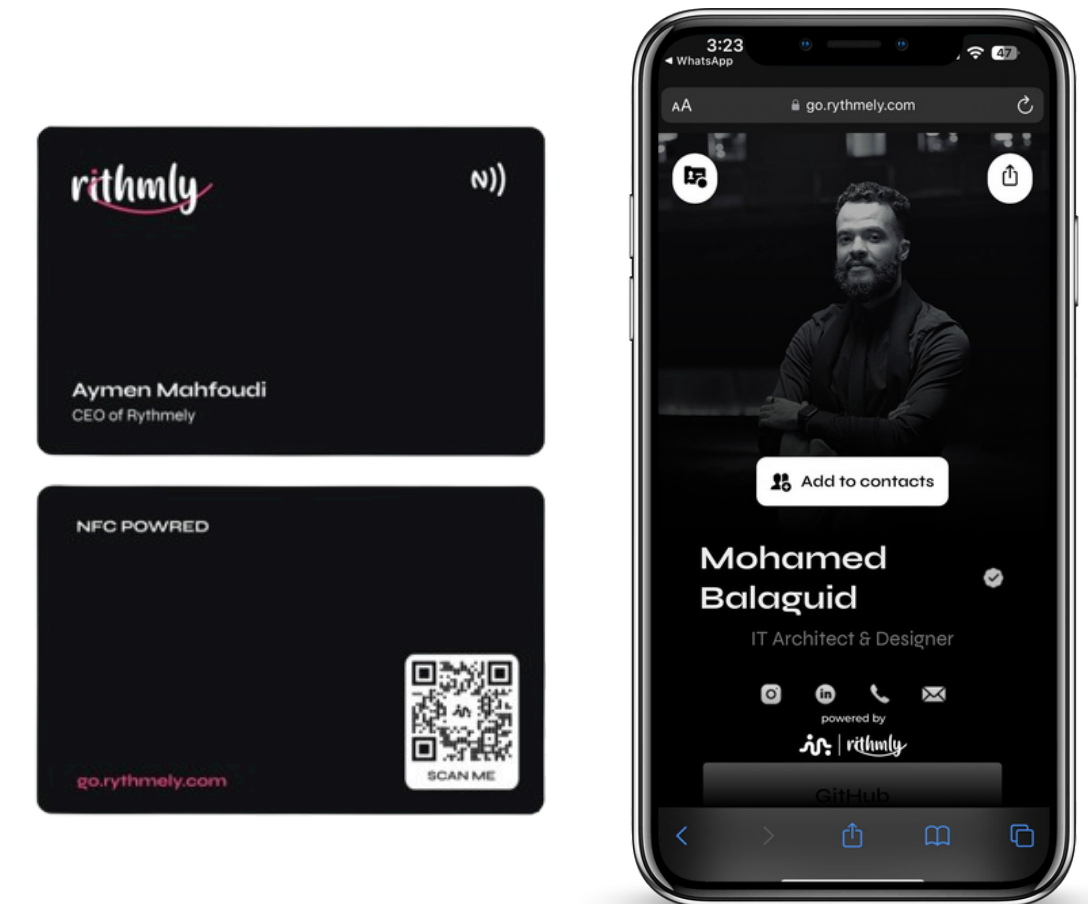 rithmly
N))
Aymen Mahfoudi
CEO of Rythmely
NFC POWRED
go.rythmely.com
SCAN ME
3:23
47
WhatsApp
AA
go.rythmely.com
Add to contacts
Mohamed
Balaguid
IT Architect & Designer
in
powered by
rithmly
GitHub